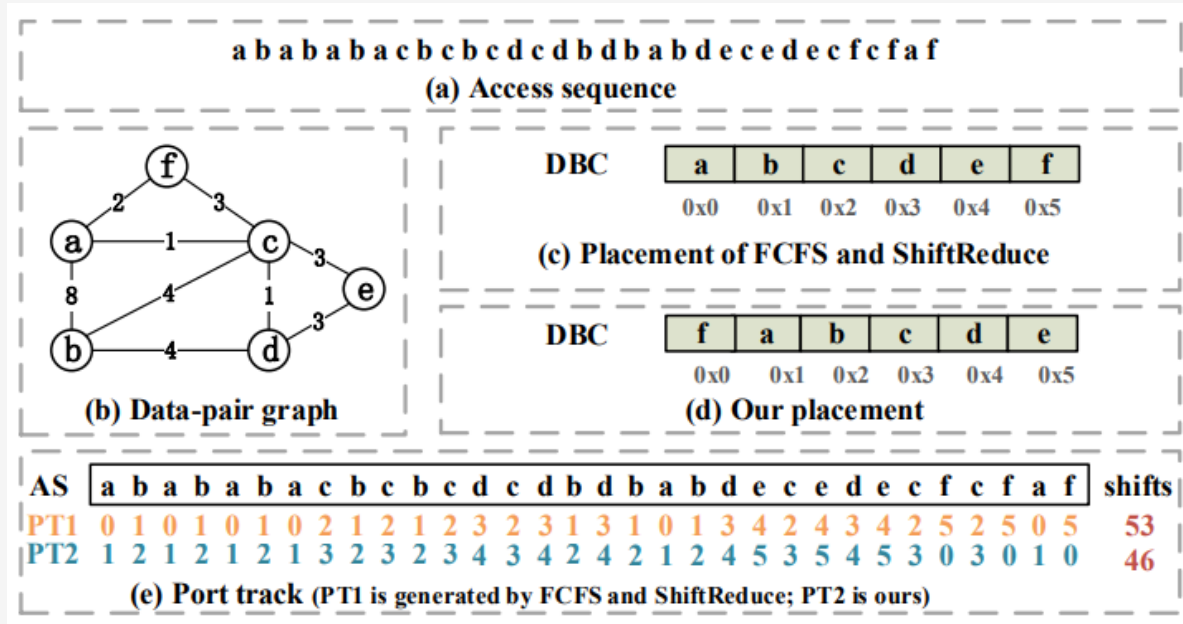 a b a b a b a c b c b c d c d b d b a b d e c e d e c f c f a f
(a) Access sequence
f
2 3
a 1 c 3
8 4 1 e
3
b 4 d
(b) Data-pair graph
DBC a b c d e f
0x0 0x1 0x2 0x3 0x4 0x5
(c) Placement of FCFS and ShiftReduce
DBC f a b c d e
0x0 0x1 0x2 0x3 0x4 0x5
(d) Our placement
AS a b a b a b a c b c b c d c d b d b a b d e c e d e c f c f a f shifts
PT1 0 1 0 1 0 1 0 2 1 2 1 2 3 2 3 1 3 1 0 1 3 4 2 4 3 4 2 5 2 5 0 5 53
PT2 1 2 1 2 1 2 1 3 2 3 2 3 4 3 4 2 4 2 1 2 4 5 3 5 4 5 3 0 3 0 1 0 46
(e) Port track (PT1 is generated by FCFS and ShiftReduce; PT2 is ours)